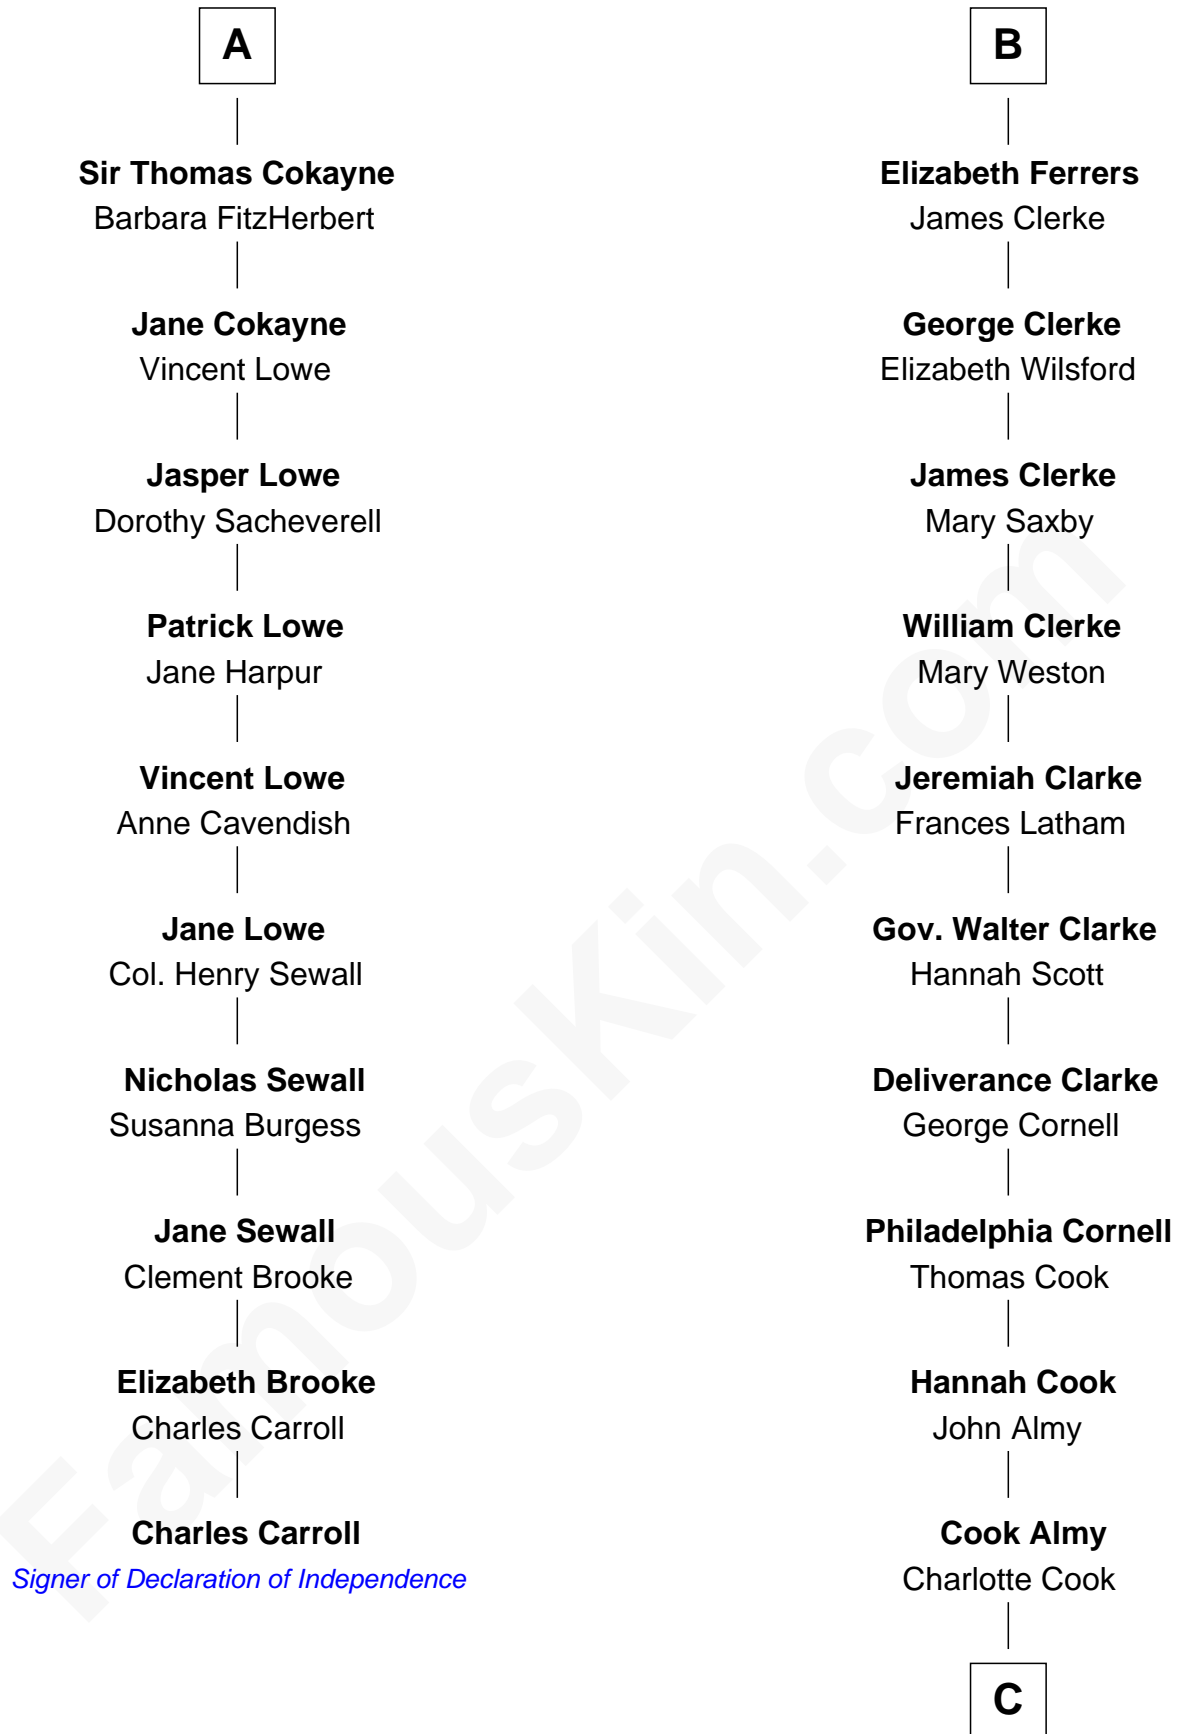 A
Sir Thomas Cokayne
Barbara FitzHerbert
Jane Cokayne
Vincent Lowe
Jasper Lowe
Dorothy Sacheverell
Patrick Lowe
Jane Harpur
Vincent Lowe
Anne Cavendish
Jane Lowe
Col. Henry Sewall
Nicholas Sewall
Susanna Burgess
Jane Sewall
Clement Brooke
Elizabeth Brooke
Charles Carroll
Charles Carroll
Signer of Declaration of Independence
B
Elizabeth Ferrers
James Clerke
George Clerke
Elizabeth Wilsford
James Clerke
Mary Saxby
William Clerke
Mary Weston
Jeremiah Clarke
Frances Latham
Gov. Walter Clarke
Hannah Scott
Deliverance Clarke
George Cornell
Philadelphia Cornell
Thomas Cook
Hannah Cook
John Almy
Cook Almy
Charlotte Cook
C
FamousKin.com